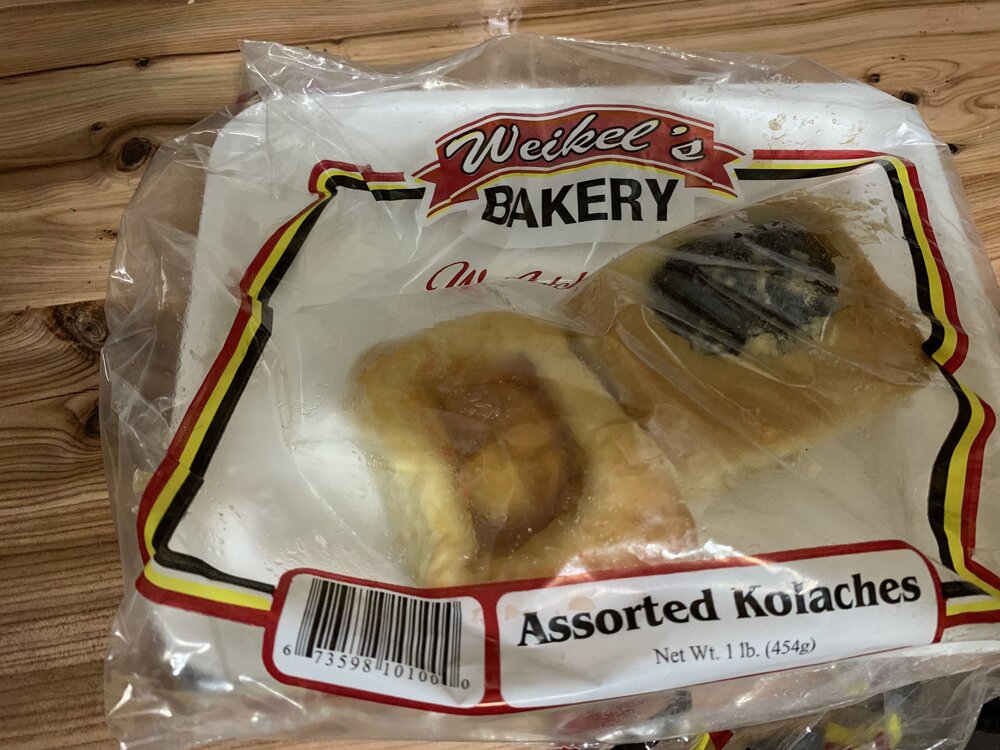 Weikel's
BAKERY
6 73598 10100 0
Assorted Kolaches
Net Wt. 1 lb. (454g)